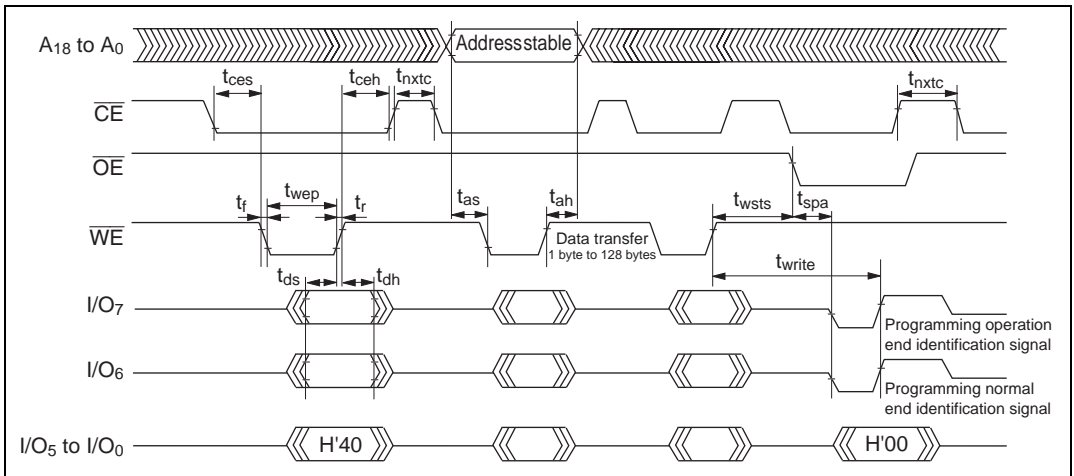 A18 to A0
Address stable
tces
tceh
tnxtc
tnxtc
CE
OE
twep
tas
tah
twsts
tspa
tf
tr
WE
Data transfer
1 byte to 128 bytes
twrite
tds
tdh
I/O7
Programming operation
end identification signal
I/O6
Programming normal
end identification signal
I/O5 to I/O0
H'40
H'00